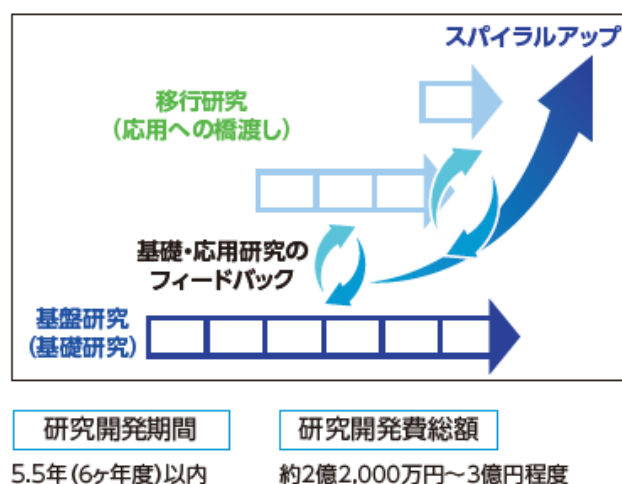 スパイラルアップ
移行研究
(応用への橋渡し)
基礎・応用研究の
フィードバック
基盤研究
(基礎研究)
研究開発期間
5.5年(6ヶ年度)以内
研究開発費総額
約2億2,000万円～3億円程度